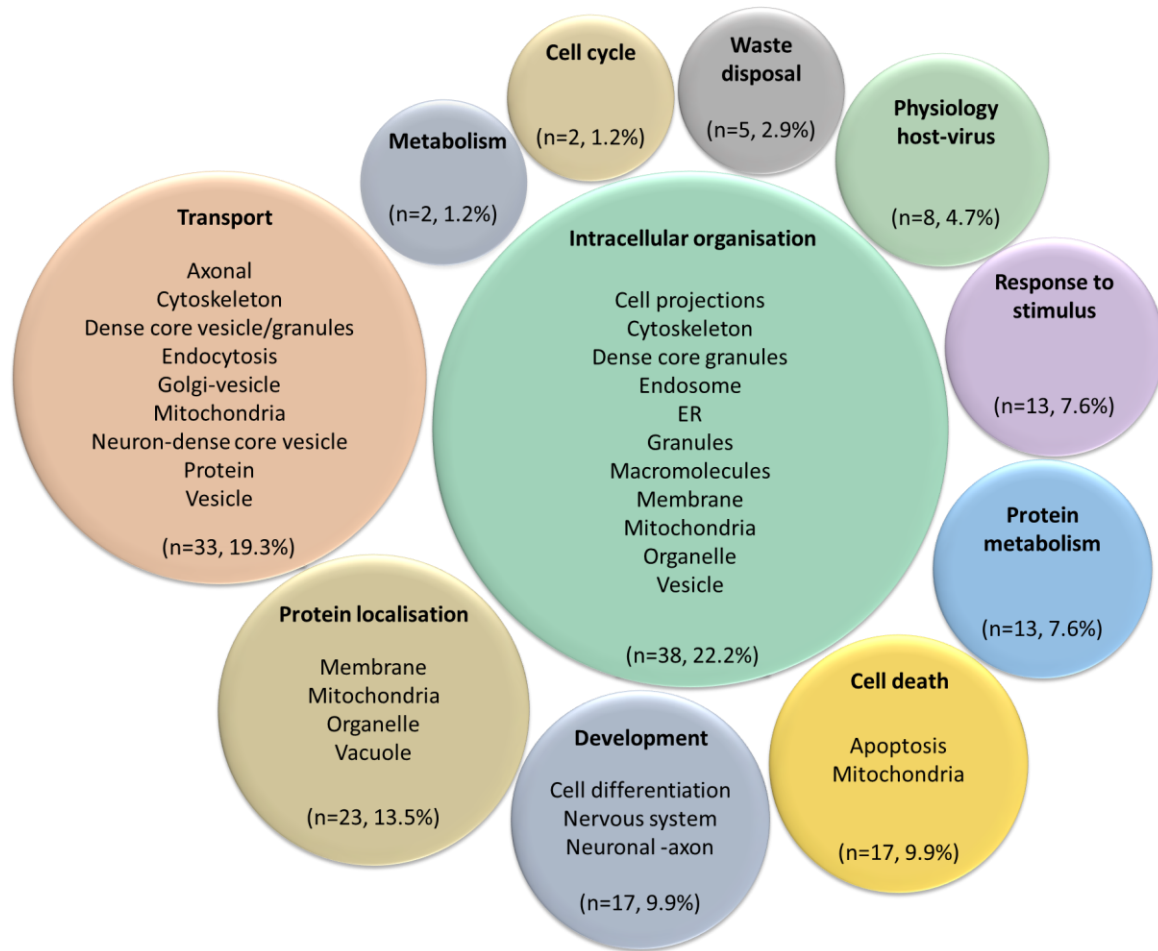 Cell cycle
(n=2, 1.2%)
Waste
disposal
(n=5, 2.9%)
Physiology
host-virus
(n=8, 4.7%)
Metabolism
(n=2, 1.2%)
Transport
Axonal
Cytoskeleton
Dense core vesicle/granules
Endocytosis
Golgi-vesicle
Mitochondria
Neuron-dense core vesicle
Protein
Vesicle
(n=33, 19.3%)
Intracellular organisation
Cell projections
Cytoskeleton
Dense core granules
Endosome
ER
Granules
Macromolecules
Membrane
Mitochondria
Organelle
Vesicle
(n=38, 22.2%)
Response to
stimulus
(n=13, 7.6%)
Protein
metabolism
(n=13, 7.6%)
Protein localisation
Membrane
Mitochondria
Organelle
Vacuole
(n=23, 13.5%)
Development
Cell differentiation
Nervous system
Neuronal -axon
(n=17, 9.9%)
Cell death
Apoptosis
Mitochondria
(n=17, 9.9%)